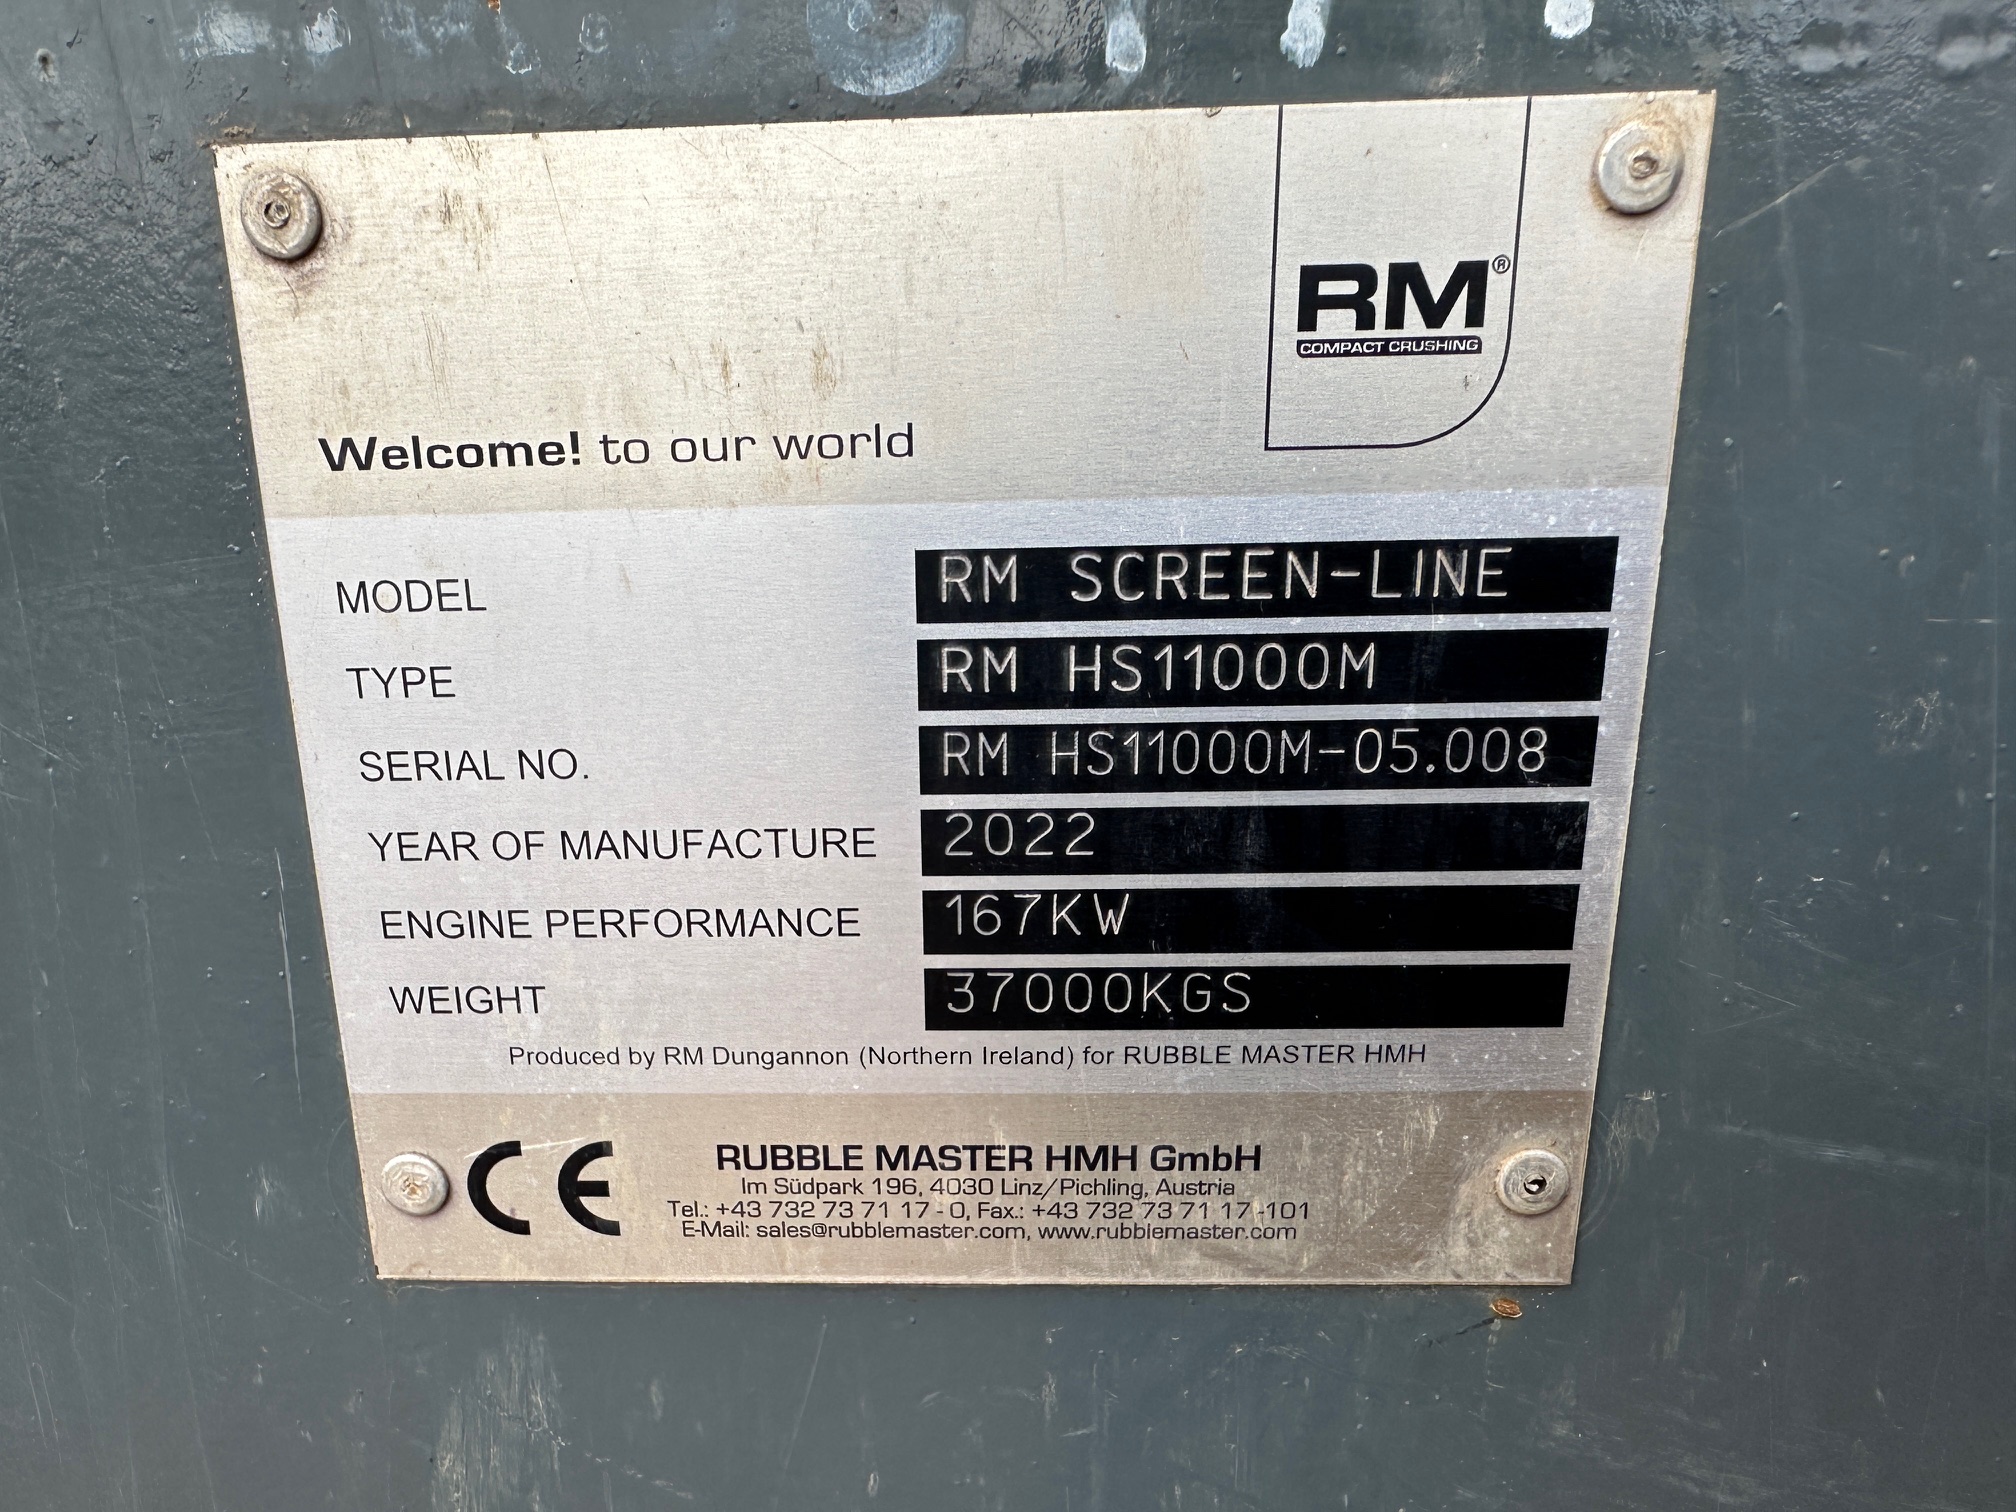 RM®
COMPACT CRUSHING
Welcome! to our world
MODEL RM SCREEN-LINE
TYPE RM HS11000M
SERIAL NO. RM HS11000M-05.008
YEAR OF MANUFACTURE 2022
ENGINE PERFORMANCE 167KW
WEIGHT 37000KGS
Produced by RM Dungannon (Northern Ireland) for RUBBLE MASTER HMH
CE
RUBBLE MASTER HMH GmbH
Im Südpark 196, 4030 Linz/Pichling, Austria
Tel.: +43 732 73 71 17 - 0, Fax.: +43 732 73 71 17 -101
E-Mail: sales@rubblemaster.com, www.rubblemaster.com